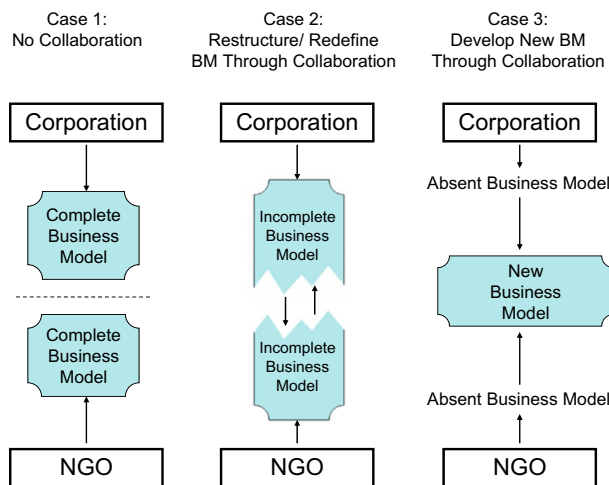 Case 1:
No Collaboration
Case 2:
Restructure/ Redefine
BM Through Collaboration
Case 3:
Develop New BM
Through Collaboration
Corporation
Corporation
Corporation
Complete
Business
Model
Complete
Business
Model
NGO
Incomplete
Business
Model
Incomplete
Business
Model
NGO
Absent Business Model
New
Business
Model
Absent Business Model
NGO